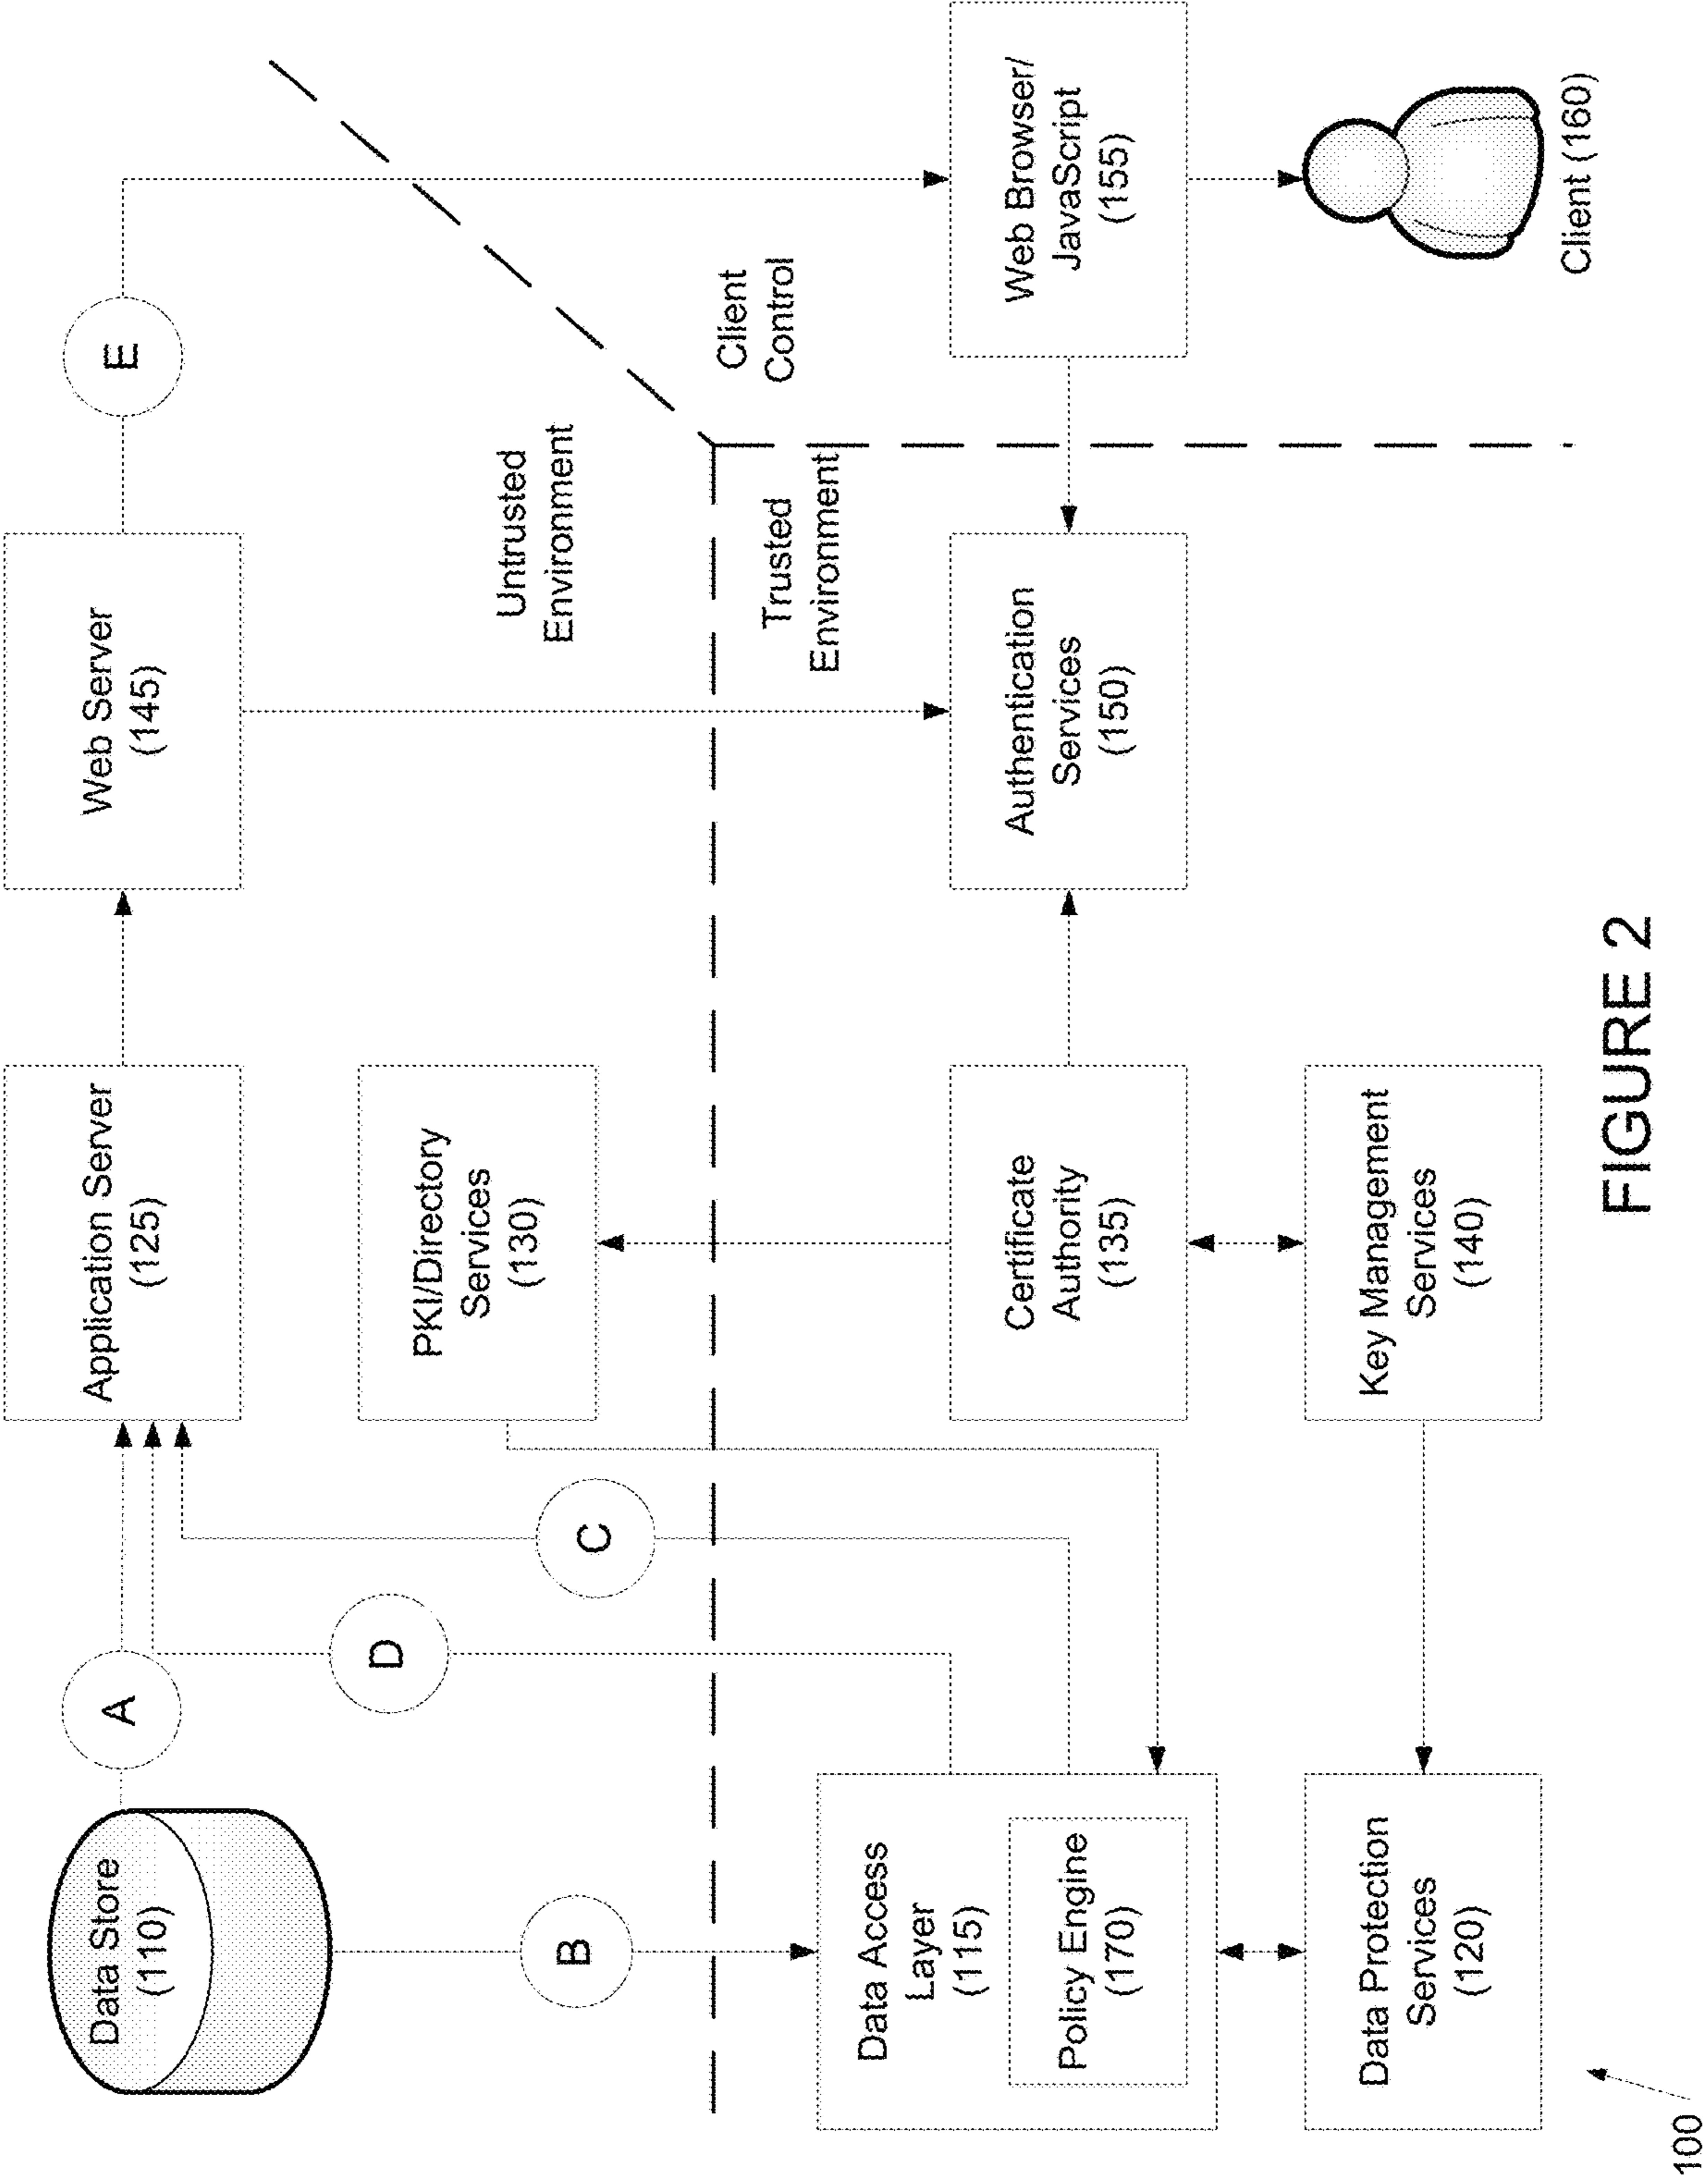 Data Store
(110)
A
Application Server
(125)
Web Server
(145)
E
D
B
C
PKI/Directory
Services
(130)
Untrusted
Environment
Client
Control
Trusted
Environment
Data Access
Layer
(115)
Policy Engine
(170)
Certificate
Authority
(135)
Authentication
Services
(150)
Web Browser/
JavaScript
(155)
Data Protection
Services
(120)
Key Management
Services
(140)
Client (160)
100
FIGURE 2